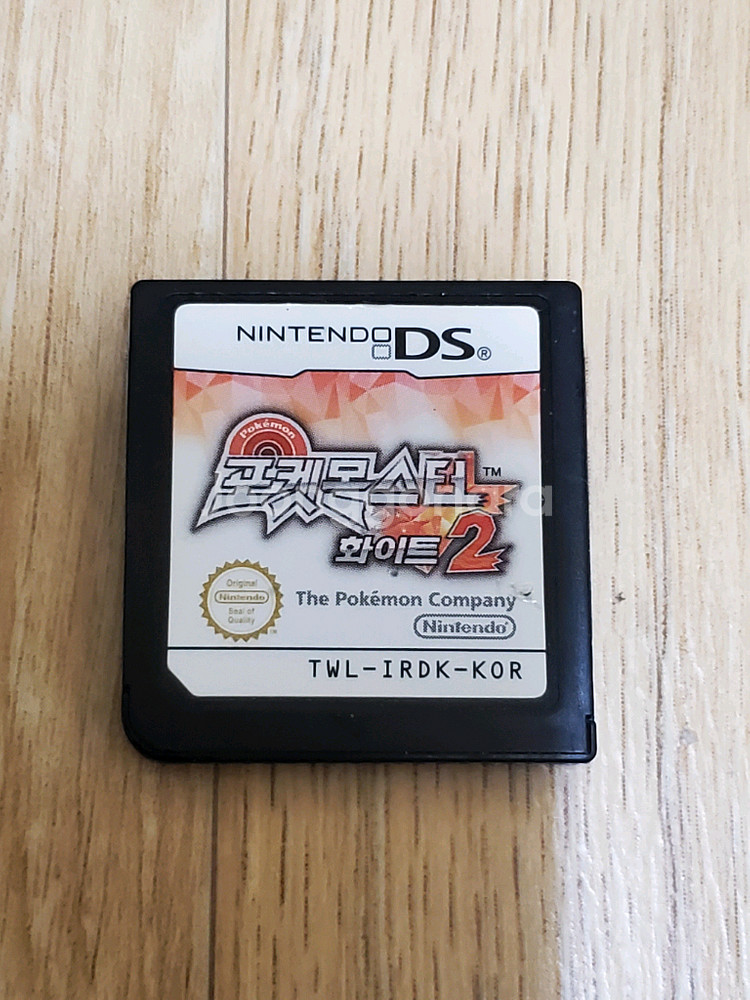 NINTENDO DS®
Pokémon
포켓몬스터™
화이트2
Original
Nintendo
Seal of
Quality
TM
The Pokémon Company
Nintendo®
TWL-IRDK-KOR